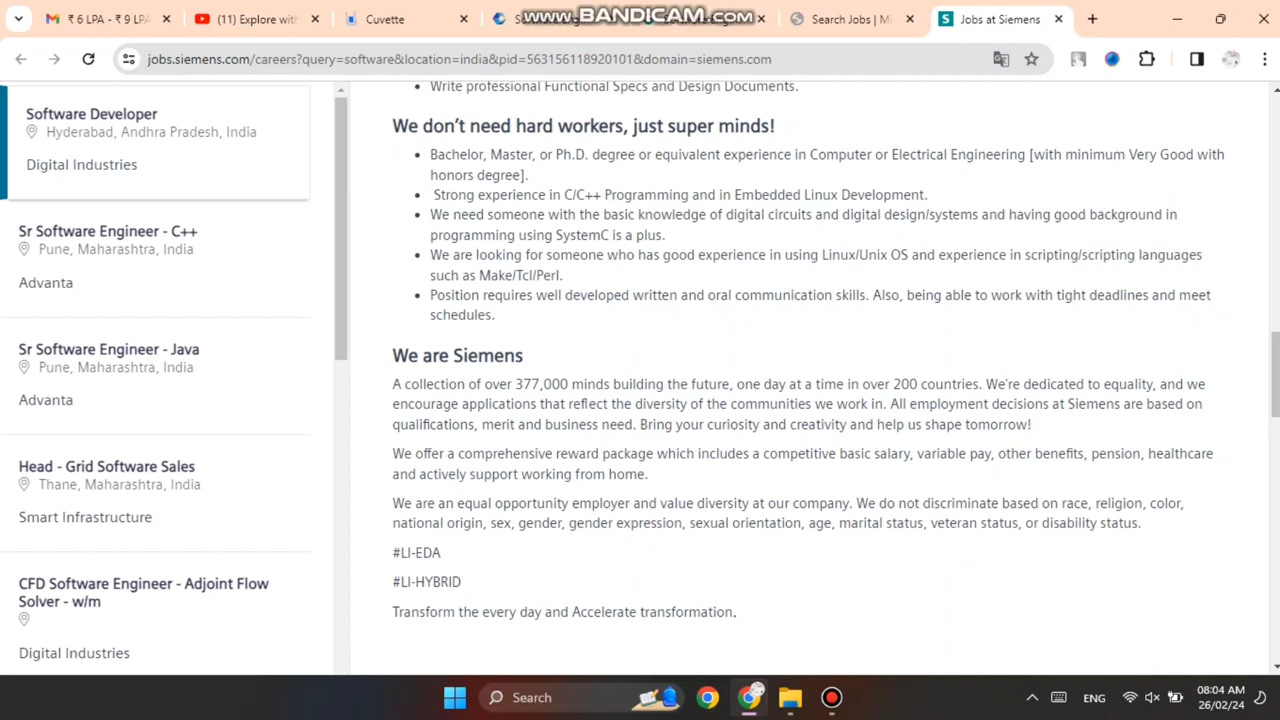 ₹ 6 LPA - ₹ 9 LPA
(11) Explore with
Cuvette
www.BANDICAM.com
Search Jobs | Mi
Jobs at Siemens
jobs.siemens.com/careers?query=software&location=india&pid=563156118920101&domain=siemens.com
Software Developer
Hyderabad, Andhra Pradesh, India
Digital Industries
Sr Software Engineer - C++
Pune, Maharashtra, India
Advanta
Sr Software Engineer - Java
Pune, Maharashtra, India
Advanta
Head - Grid Software Sales
Thane, Maharashtra, India
Smart Infrastructure
CFD Software Engineer - Adjoint Flow
Solver - w/m
Digital Industries
Write professional Functional Specs and Design Documents.
We don’t need hard workers, just super minds!
Bachelor, Master, or Ph.D. degree or equivalent experience in Computer or Electrical Engineering [with minimum Very Good with
honors degree].
Strong experience in C/C++ Programming and in Embedded Linux Development.
We need someone with the basic knowledge of digital circuits and digital design/systems and having good background in
programming using SystemC is a plus.
We are looking for someone who has good experience in using Linux/Unix OS and experience in scripting/scripting languages
such as Make/Tcl/Perl.
Position requires well developed written and oral communication skills. Also, being able to work with tight deadlines and meet
schedules.
We are Siemens
A collection of over 377,000 minds building the future, one day at a time in over 200 countries. We're dedicated to equality, and we
encourage applications that reflect the diversity of the communities we work in. All employment decisions at Siemens are based on
qualifications, merit and business need. Bring your curiosity and creativity and help us shape tomorrow!
We offer a comprehensive reward package which includes a competitive basic salary, variable pay, other benefits, pension, healthcare
and actively support working from home.
We are an equal opportunity employer and value diversity at our company. We do not discriminate based on race, religion, color,
national origin, sex, gender, gender expression, sexual orientation, age, marital status, veteran status, or disability status.
#LI-EDA
#LI-HYBRID
Transform the every day and Accelerate transformation.
Search
ENG
08:04 AM
26/02/24